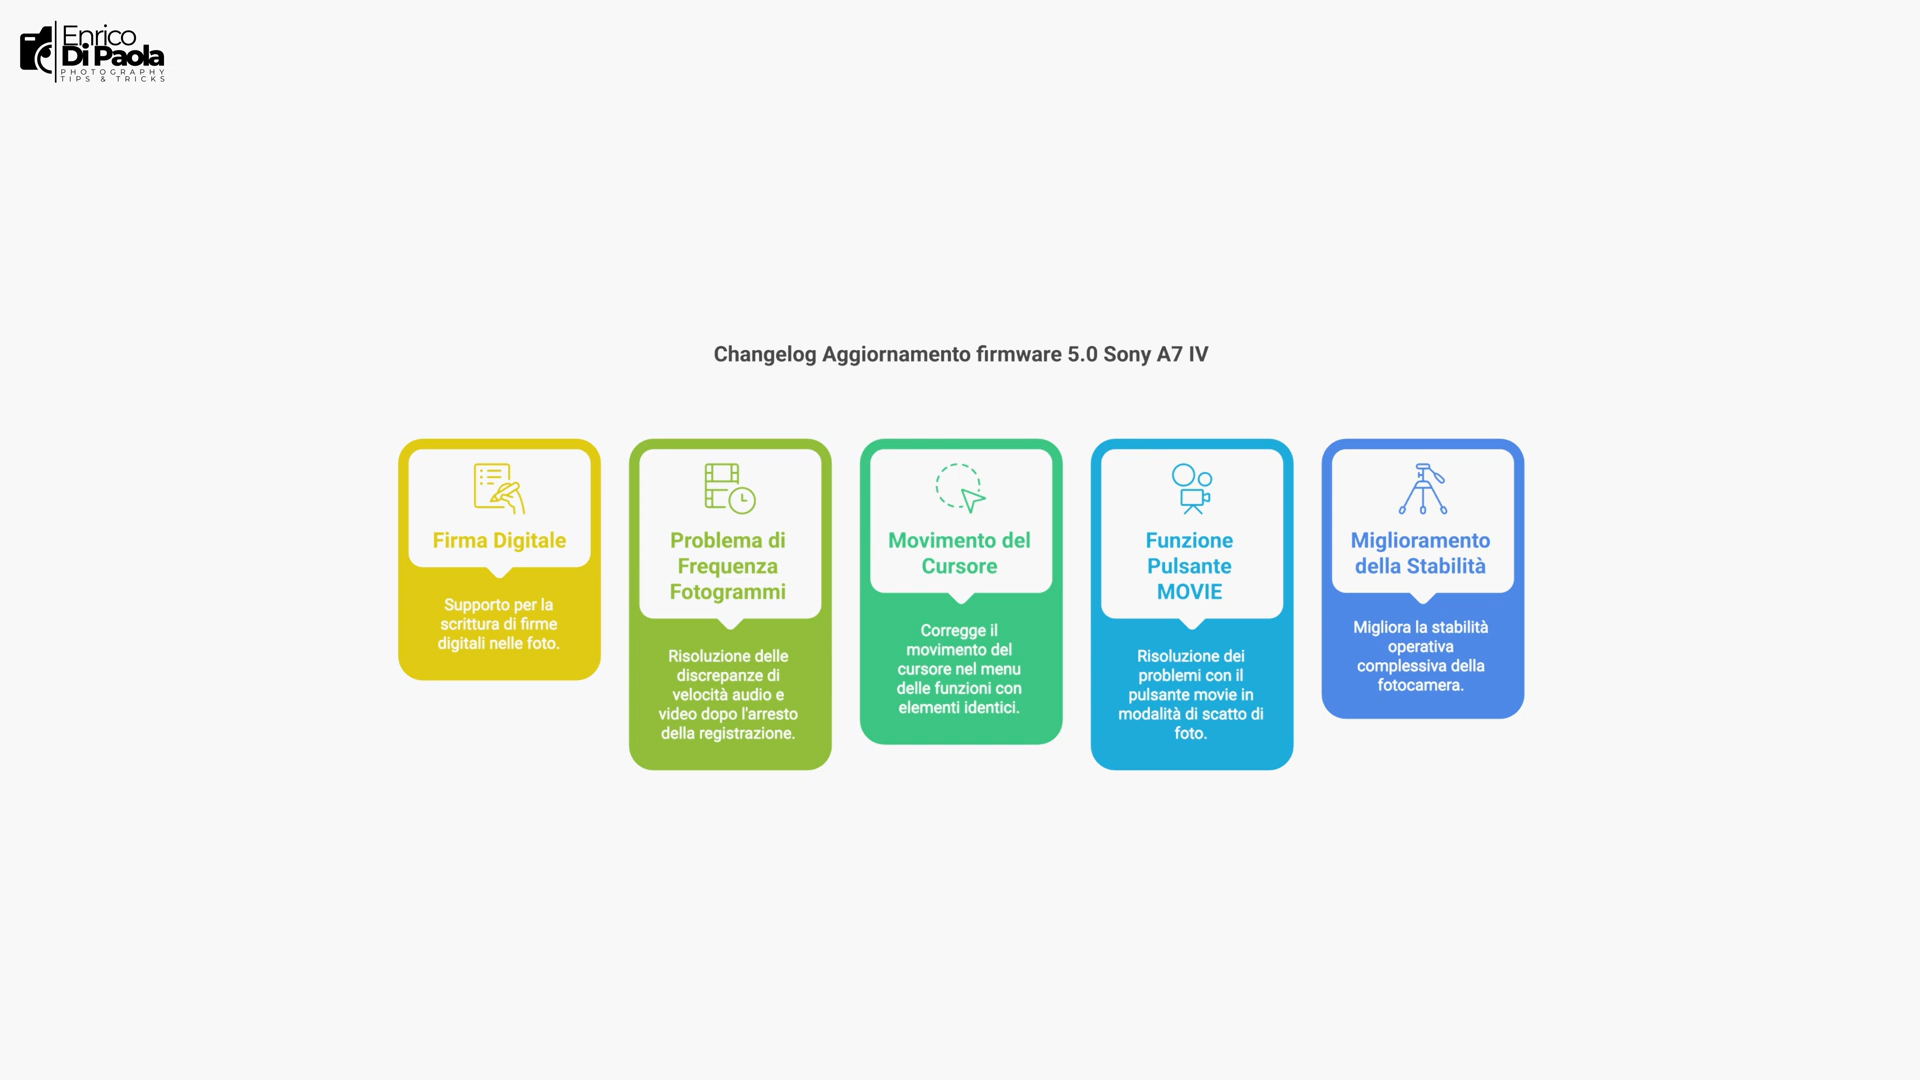 Enrico
Di Paola
PHOTOGRAPHY
TIPS & TRICKS
Changelog Aggiornamento firmware 5.0 Sony A7 IV
Firma Digitale
Supporto per la
scrittura di firme
digitali nelle foto.
Problema di
Frequenza
Fotogrammi
Risoluzione delle
discrepanze di
velocità audio e
video dopo l'arresto
della registrazione.
Movimento del
Cursore
Corregge il
movimento del
cursore nel menu
delle funzioni con
elementi identici.
Funzione
Pulsante
MOVIE
Risoluzione dei
problemi con il
pulsante movie in
modalità di scatto di
foto.
Miglioramento
della Stabilità
Migliora la stabilità
operativa
complessiva della
fotocamera.